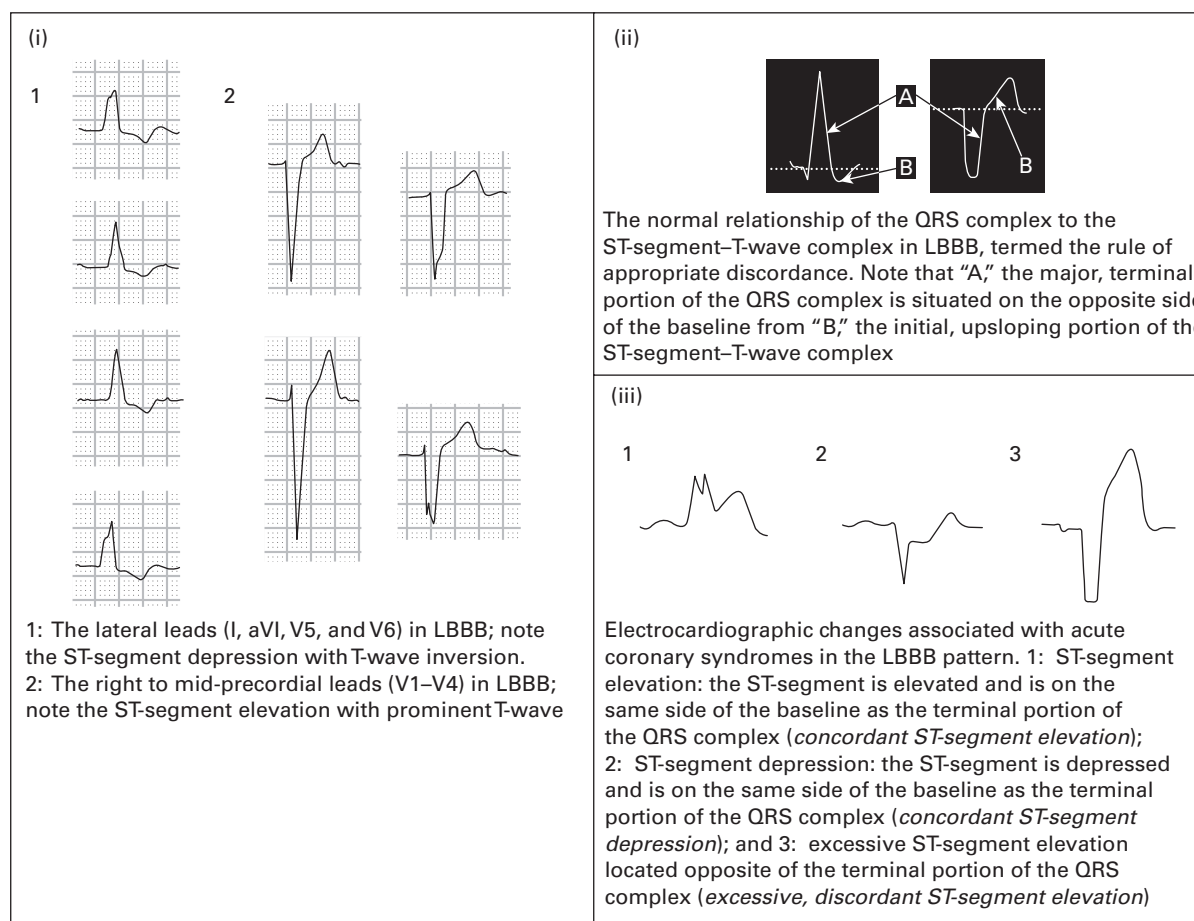 (i)
1
2
1: The lateral leads (I, aVI, V5, and V6) in LBBB; note
the ST-segment depression with T-wave inversion.
2: The right to mid-precordial leads (V1–V4) in LBBB;
note the ST-segment elevation with prominent T-wave
(ii)
A
B
B
The normal relationship of the QRS complex to the
ST-segment–T-wave complex in LBBB, termed the rule of
appropriate discordance. Note that “A,” the major, terminal
portion of the QRS complex is situated on the opposite side
of the baseline from “B,” the initial, upsloping portion of the
ST-segment–T-wave complex
(iii)
1
2
3
Electrocardiographic changes associated with acute
coronary syndromes in the LBBB pattern. 1: ST-segment
elevation: the ST-segment is elevated and is on the
same side of the baseline as the terminal portion of
the QRS complex (concordant ST-segment elevation);
2: ST-segment depression: the ST-segment is depressed
and is on the same side of the baseline as the terminal
portion of the QRS complex (concordant ST-segment
depression); and 3: excessive ST-segment elevation
located opposite of the terminal portion of the QRS
complex (excessive, discordant ST-segment elevation)